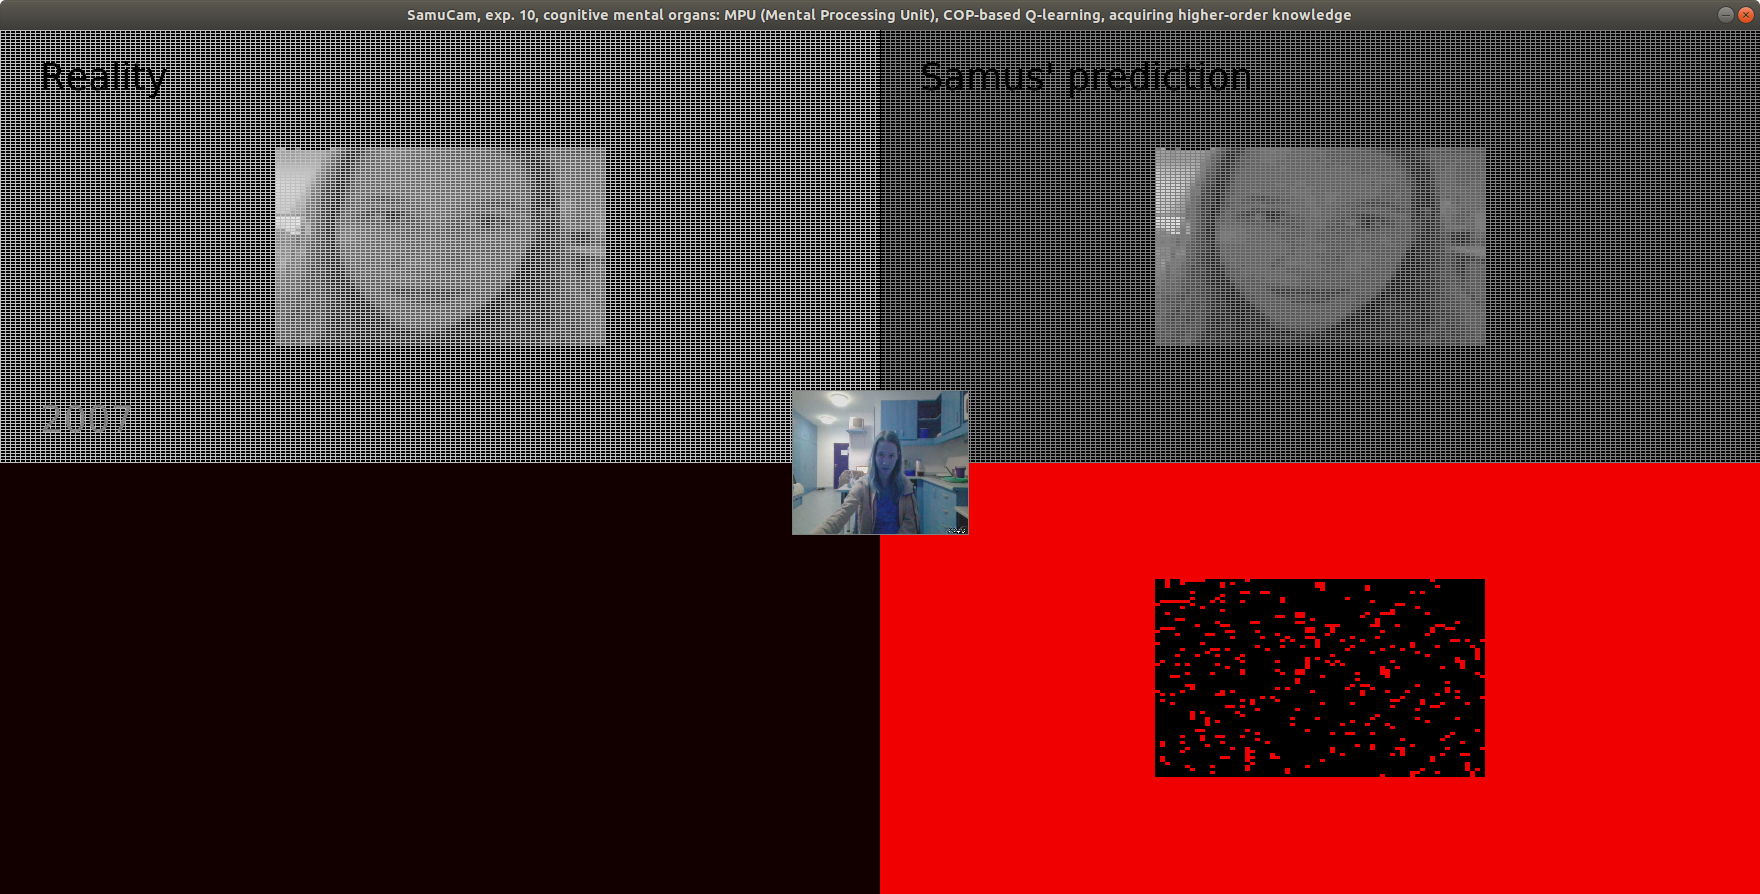 SamuCam, exp. 10, cognitive mental organs: MPU (Mental Processing Unit), COP-based Q-learning, acquiring higher-order knowledge
Reality
Samus' prediction
2007